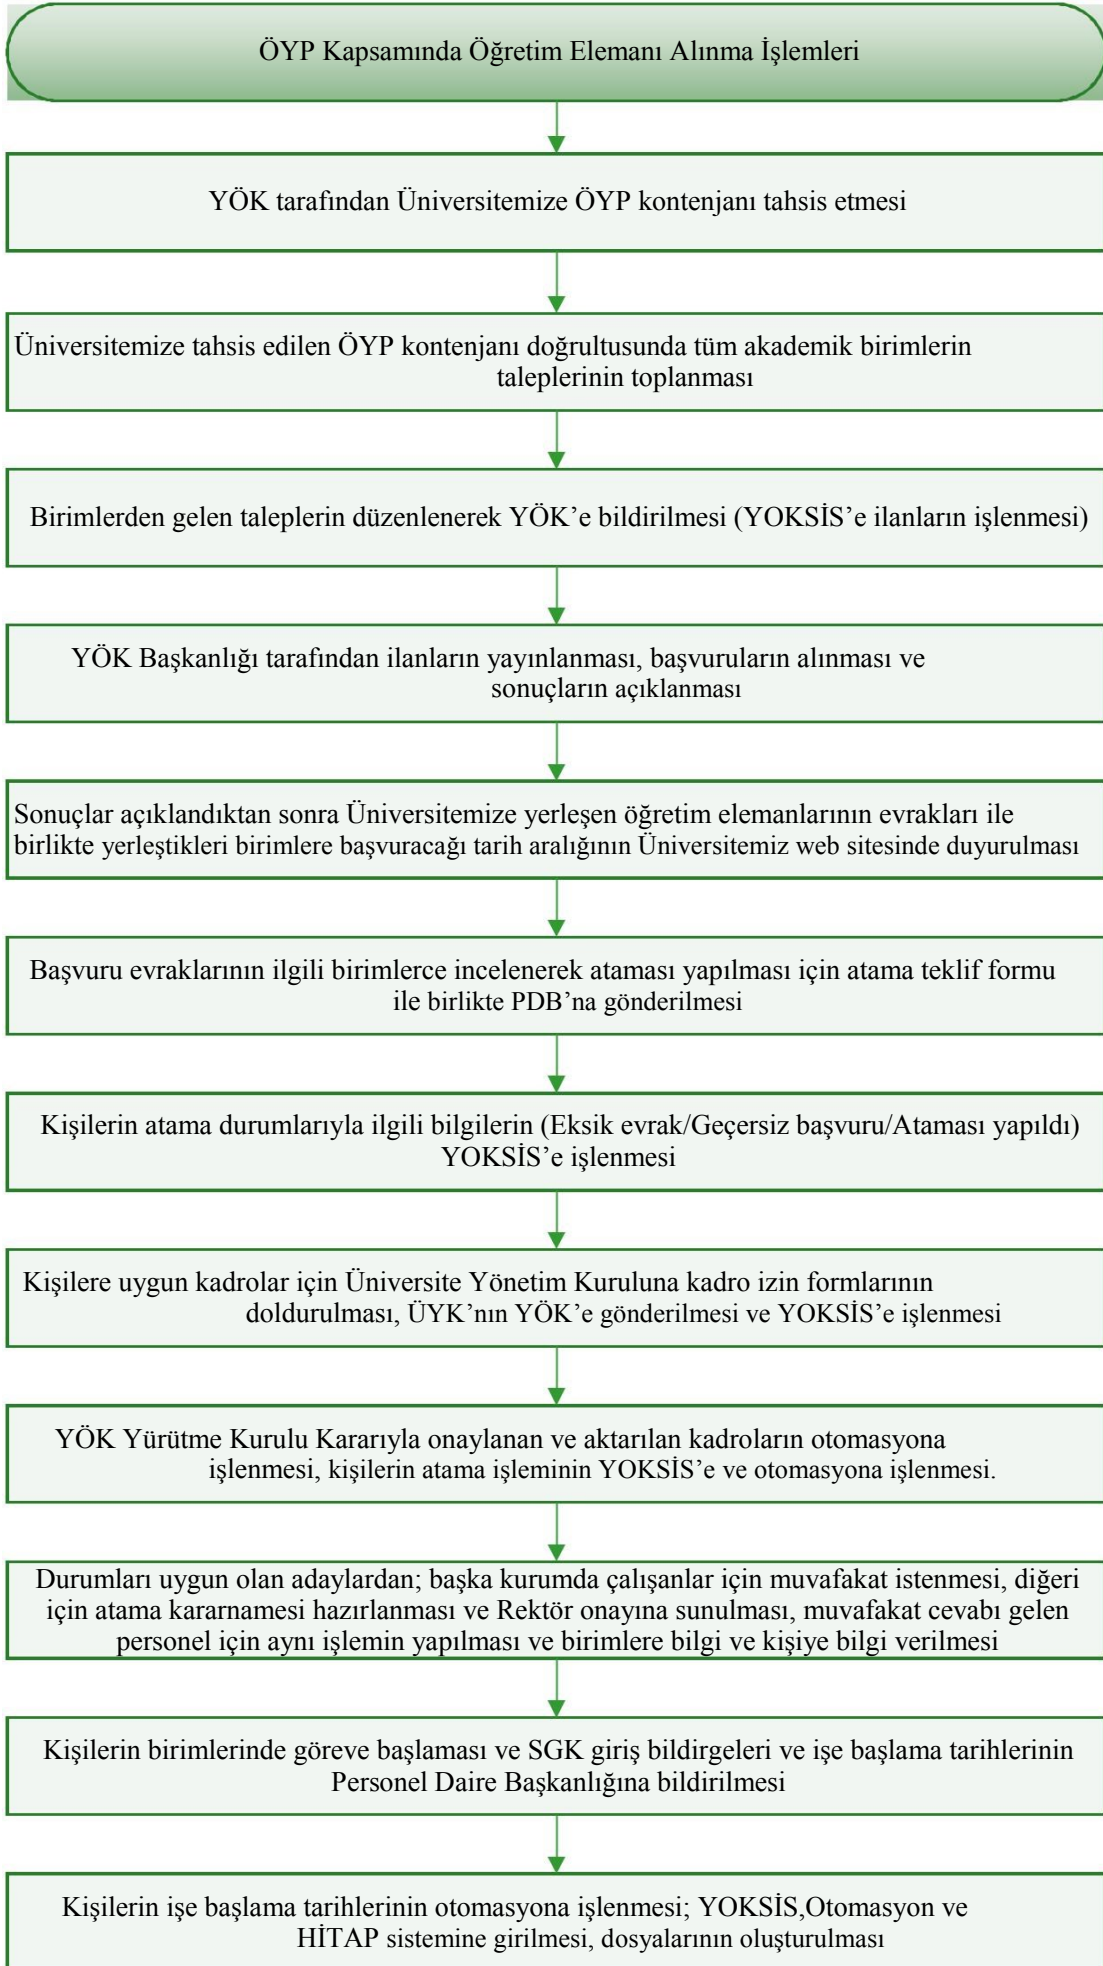 ÖYP Kapsamında Öğretim Elemanı Alınma İşlemleri
YÖK tarafından Üniversitemize ÖYP kontenjanı tahsis etmesi
Üniversitemize tahsis edilen ÖYP kontenjanı doğrultusunda tüm akademik birimlerin
taleplerinin toplanması
Birimlerden gelen taleplerin düzenlenerek YÖK’e bildirilmesi (YOKSİS’e ilanların işlenmesi)
YÖK Başkanlığı tarafından ilanların yayınlanması, başvuruların alınması ve
sonuçların açıklanması
Sonuçlar açıklandıktan sonra Üniversitemize yerleşen öğretim elemanlarının evrakları ile
birlikte yerleştikleri birimlere başvuracağı tarih aralığının Üniversitemiz web sitesinde duyurulması
Başvuru evraklarının ilgili birimlerce incelenerek ataması yapılması için atama teklif formu
ile birlikte PDB’na gönderilmesi
Kişilerin atama durumlarıyla ilgili bilgilerin (Eksik evrak/Geçersiz başvuru/Ataması yapıldı)
YOKSİS’e işlenmesi
Kişilere uygun kadrolar için Üniversite Yönetim Kuruluna kadro izin formlarının
doldurulması, ÜYK’nın YÖK’e gönderilmesi ve YOKSİS’e işlenmesi
YÖK Yürütme Kurulu Kararıyla onaylanan ve aktarılan kadroların otomasyona
işlenmesi, kişilerin atama işleminin YOKSİS’e ve otomasyona işlenmesi.
Durumları uygun olan adaylardan; başka kurumda çalışanlar için muvafakat istenmesi, diğeri
için atama kararnamesi hazırlanması ve Rektör onayına sunulması, muvafakat cevabı gelen
personel için aynı işlemin yapılması ve birimlere bilgi ve kişiye bilgi verilmesi
Kişilerin birimlerinde göreve başlaması ve SGK giriş bildirgeleri ve işe başlama tarihlerinin
Personel Daire Başkanlığına bildirilmesi
Kişilerin işe başlama tarihlerinin otomasyona işlenmesi; YOKSİS,Otomasyon ve
HİTAP sistemine girilmesi, dosyalarının oluşturulması